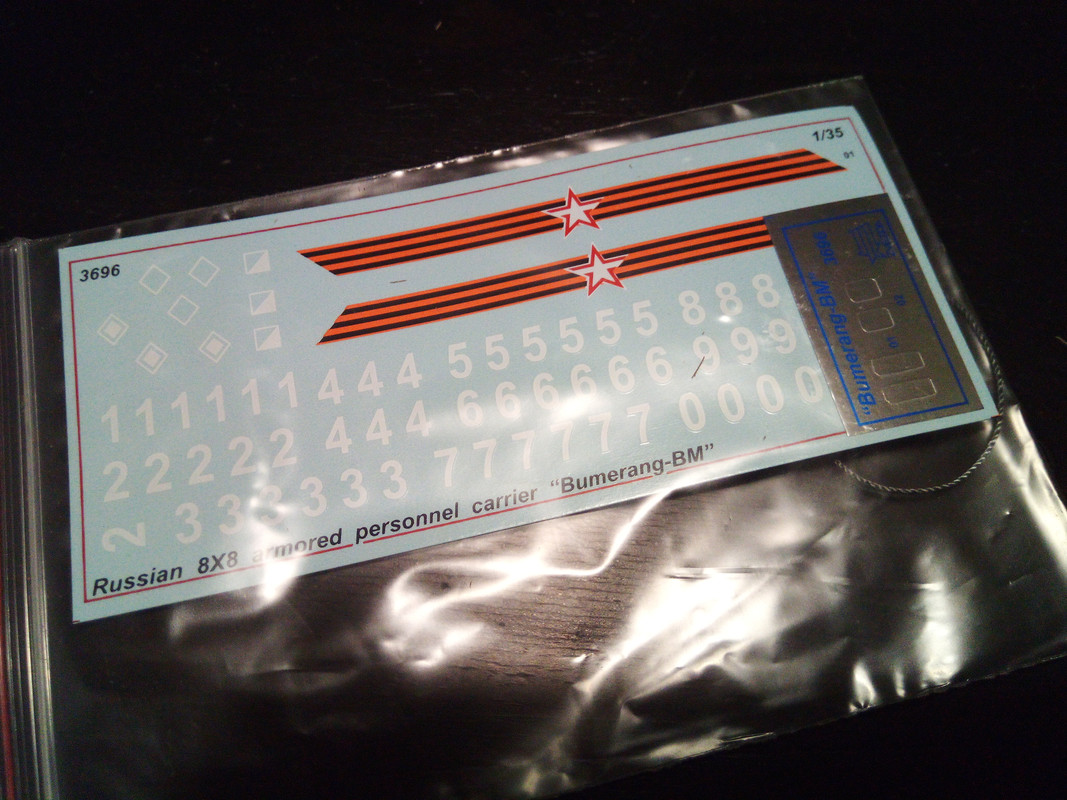 3696
1/35
01
1 1 1 1 1 1 4 4 4 5 5 5 5 5 5 8 8 8
2 2 2 2 2 4 4 4 6 6 6 6 6 6 9 9 9
2 3 3 3 3 3 3 7 7 7 7 7 7 0 0 0 0
Russian 8X8 armored personnel carrier “Bumerang-BM”
“Bumerang-BM” 3696
02
01